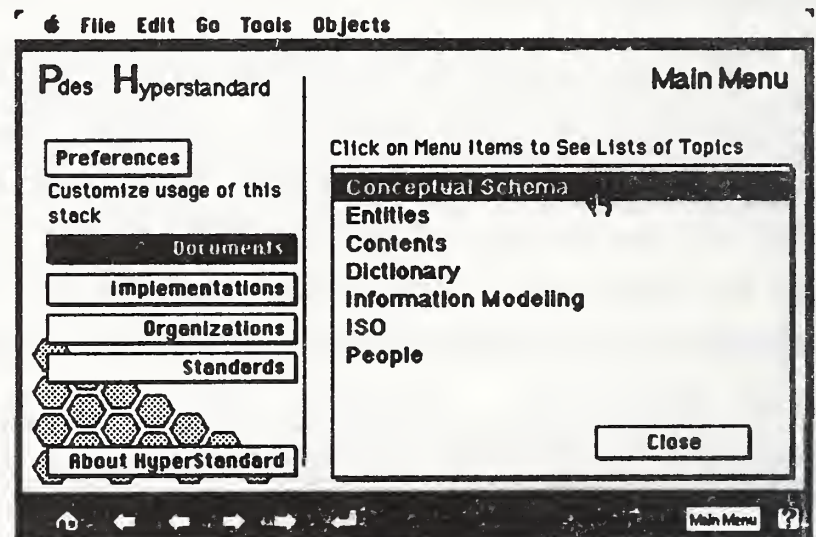 File Edit Go Tools Objects
Pdes Hyperstandard
Main Menu
Preferences
Customize usage of this
stack
Documents
Implementations
Organizations
Standards
About HyperStandard
Click on Menu Items to See Lists of Topics
Conceptual Schema
Entities
Contents
Dictionary
Information Modeling
ISO
People
Close
Main Menu
?